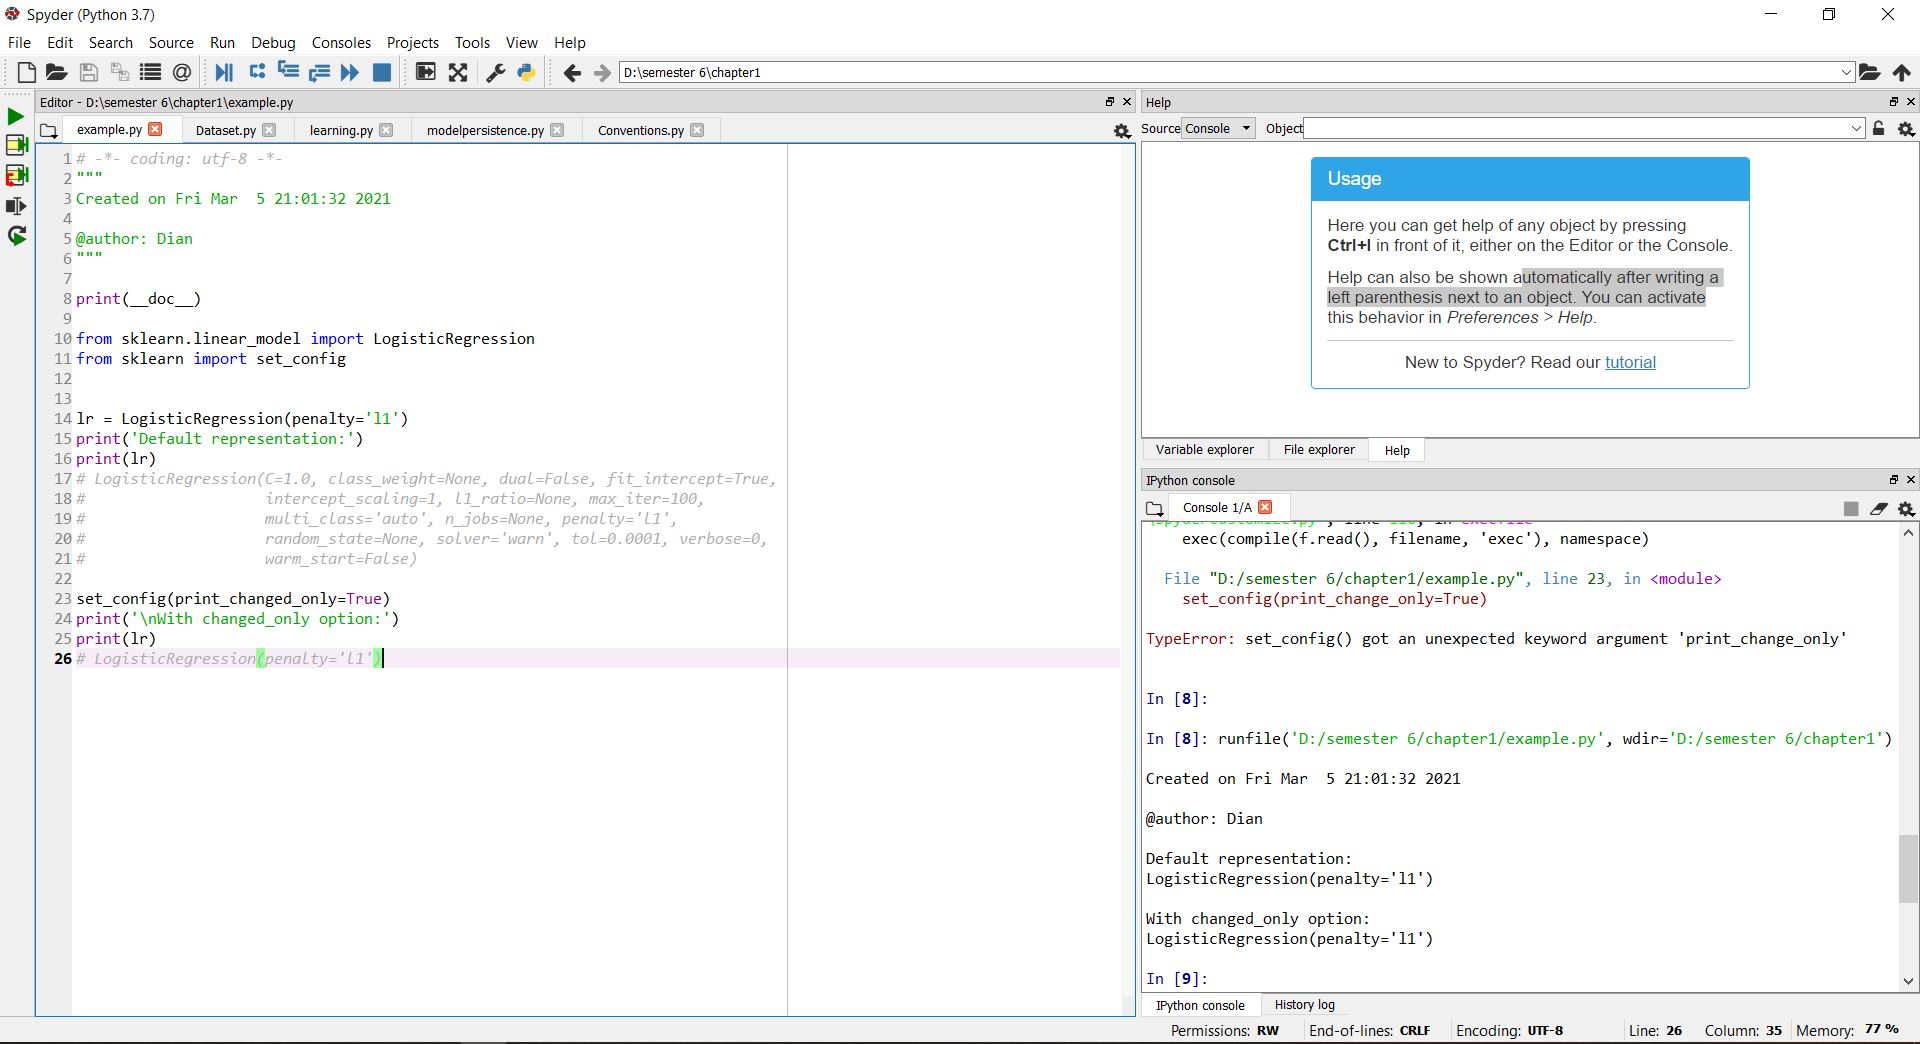 Spyder (Python 3.7)
File Edit Search Source Run Debug Consoles Projects Tools View Help
D:\semester 6\chapter1
Editor - D:\semester 6\chapter1\example.py
example.py Dataset.py learning.py modelpersistence.py Conventions.py
1 # -*- coding: utf-8 -*-
2 """
3 Created on Fri Mar  5 21:01:32 2021
4
5 @author: Dian
6 """
7
8 print(__doc__)
9
10 from sklearn.linear_model import LogisticRegression
11 from sklearn import set_config
12
13
14 lr = LogisticRegression(penalty='l1')
15 print('Default representation:')
16 print(lr)
17 # LogisticRegression(C=1.0, class_weight=None, dual=False, fit_intercept=True,
18 #                    intercept_scaling=1, l1_ratio=None, max_iter=100,
19 #                    multi_class='auto', n_jobs=None, penalty='l1',
20 #                    random_state=None, solver='warn', tol=0.0001, verbose=0,
21 #                    warm_start=False)
22
23 set_config(print_changed_only=True)
24 print('\nWith changed_only option:')
25 print(lr)
26 # LogisticRegression(penalty='l1')
Help
Source Console Object
Usage
Here you can get help of any object by pressing
Ctrl+I in front of it, either on the Editor or the Console.
Help can also be shown automatically after writing a
left parenthesis next to an object. You can activate
this behavior in Preferences > Help.
New to Spyder? Read our tutorial
Variable explorer File explorer Help
IPython console
Console 1/A
exec(compile(f.read(), filename, 'exec'), namespace)
File "D:/semester 6/chapter1/example.py", line 23, in <module>
set_config(print_change_only=True)
TypeError: set_config() got an unexpected keyword argument 'print_change_only'
In [8]:
In [8]: runfile('D:/semester 6/chapter1/example.py', wdir='D:/semester 6/chapter1')
Created on Fri Mar  5 21:01:32 2021
@author: Dian
Default representation:
LogisticRegression(penalty='l1')
With changed_only option:
LogisticRegression(penalty='l1')
In [9]:
IPython console History log
Permissions: RW End-of-lines: CRLF Encoding: UTF-8 Line: 26 Column: 35 Memory: 77 %